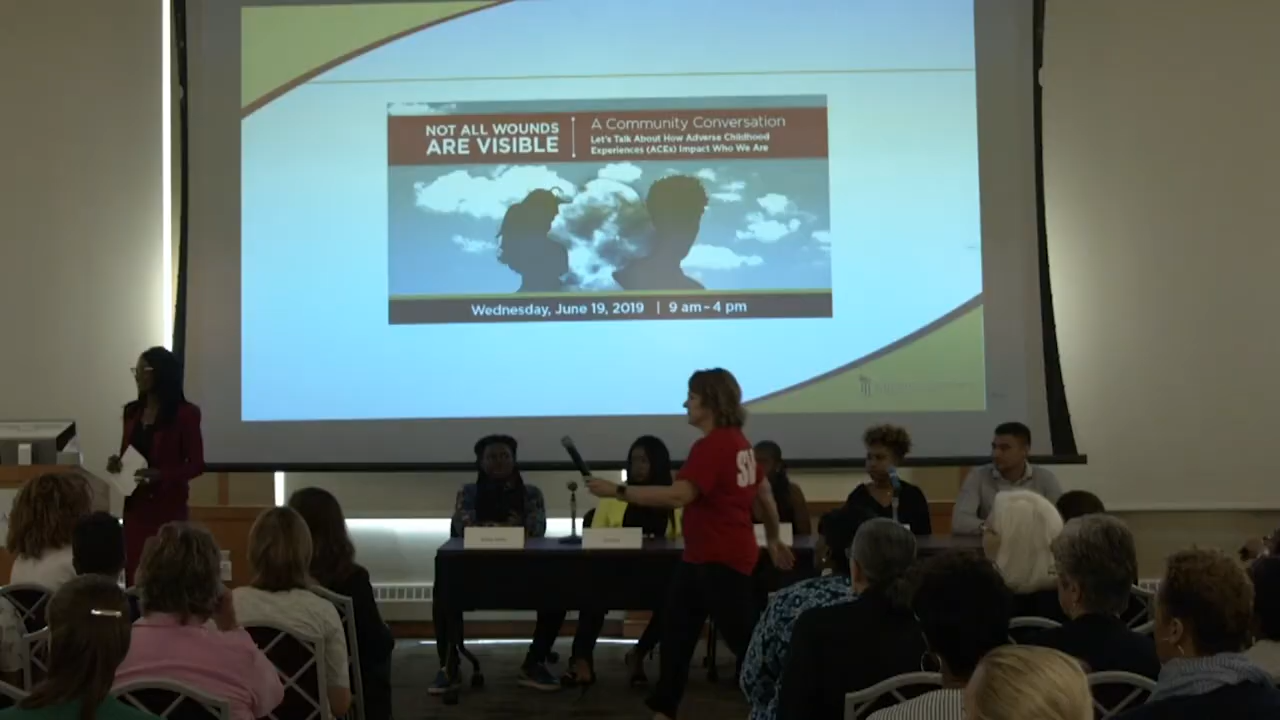 NOT ALL WOUNDS
ARE VISIBLE
A Community Conversation
Let's Talk About How Adverse Childhood
Experiences (ACEs) Impact Who We Are
Wednesday, June 19, 2019 | 9 am - 4 pm